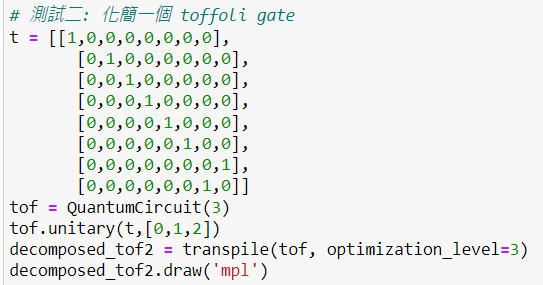 # 測試二: 化簡一個 toffoli gate
t = [[1,0,0,0,0,0,0,0],
[0,1,0,0,0,0,0,0],
[0,0,1,0,0,0,0,0],
[0,0,0,1,0,0,0,0],
[0,0,0,0,1,0,0,0],
[0,0,0,0,0,1,0,0],
[0,0,0,0,0,0,0,1],
[0,0,0,0,0,0,1,0]]
tof = QuantumCircuit(3)
tof.unitary(t,[0,1,2])
decomposed_tof2 = transpile(tof, optimization_level=3)
decomposed_tof2.draw('mpl')